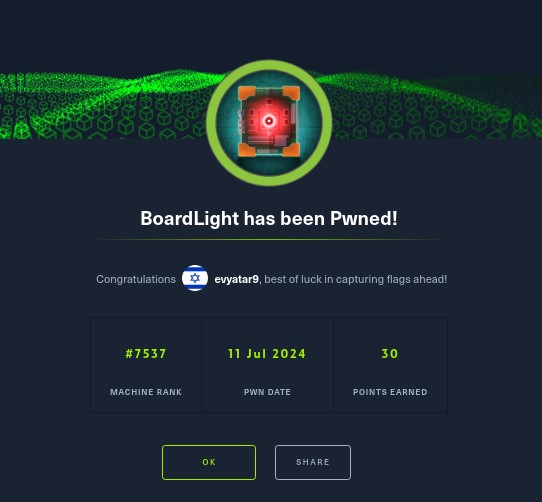 BoardLight has been Pwned!
Congratulations evyatar9, best of luck in capturing flags ahead!
#7537 11 Jul 2024 30
MACHINE RANK PWN DATE POINTS EARNED
OK SHARE